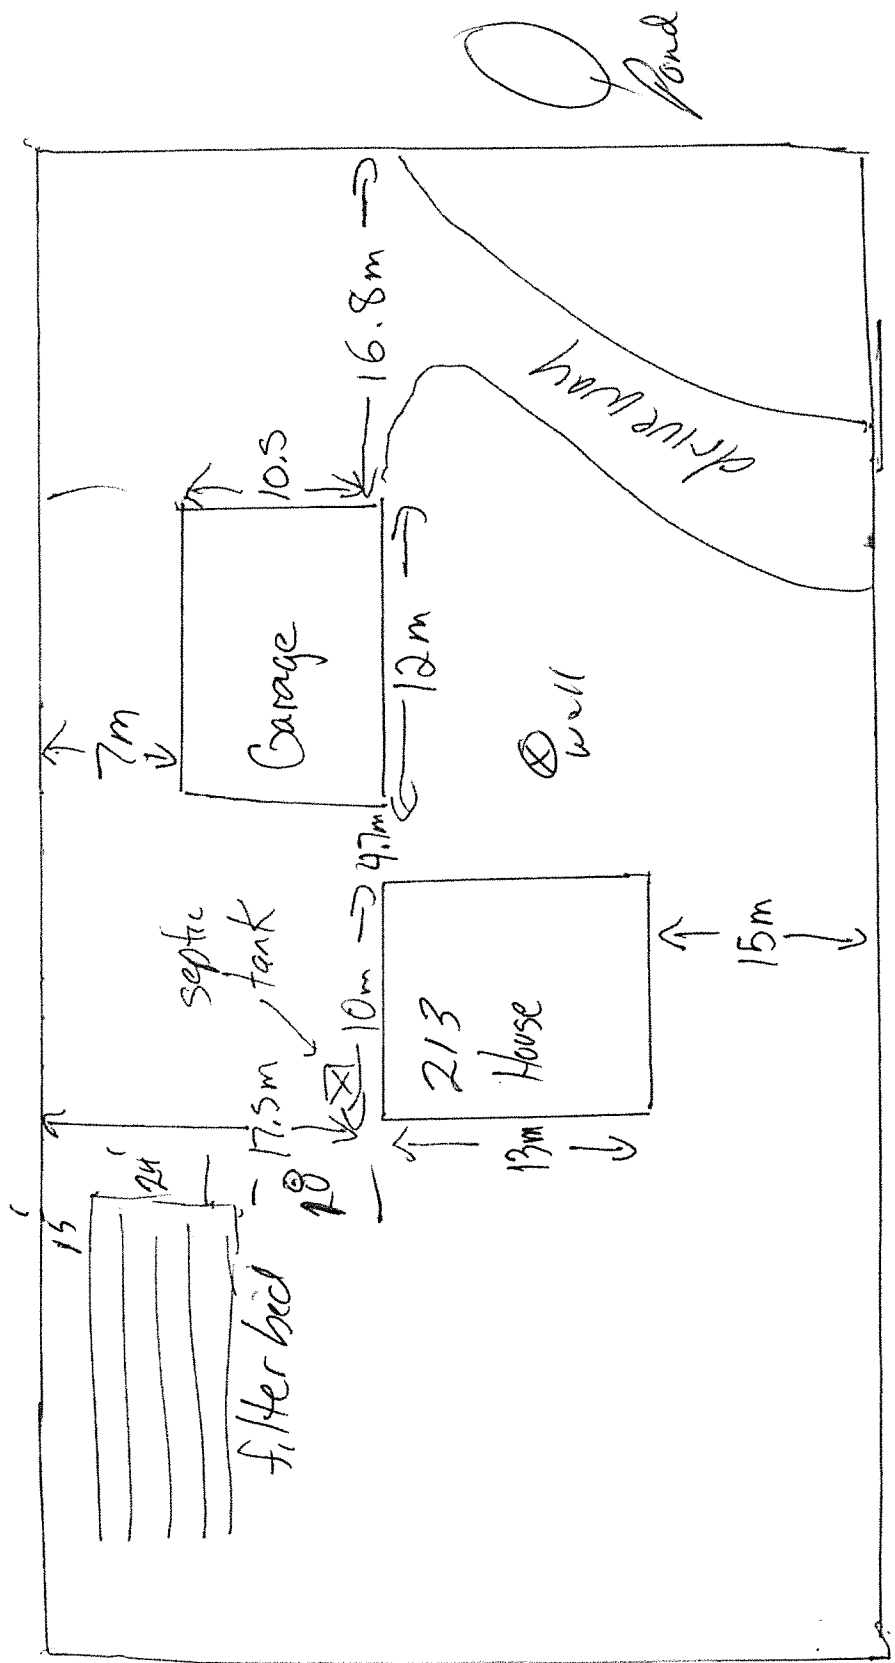 Pond
16.8m
driveway
10.5
7m
Garage
12m
well
4.7m
septic
tank
10m
213
House
15m
17.5m
13m
24'
15'
filter bed